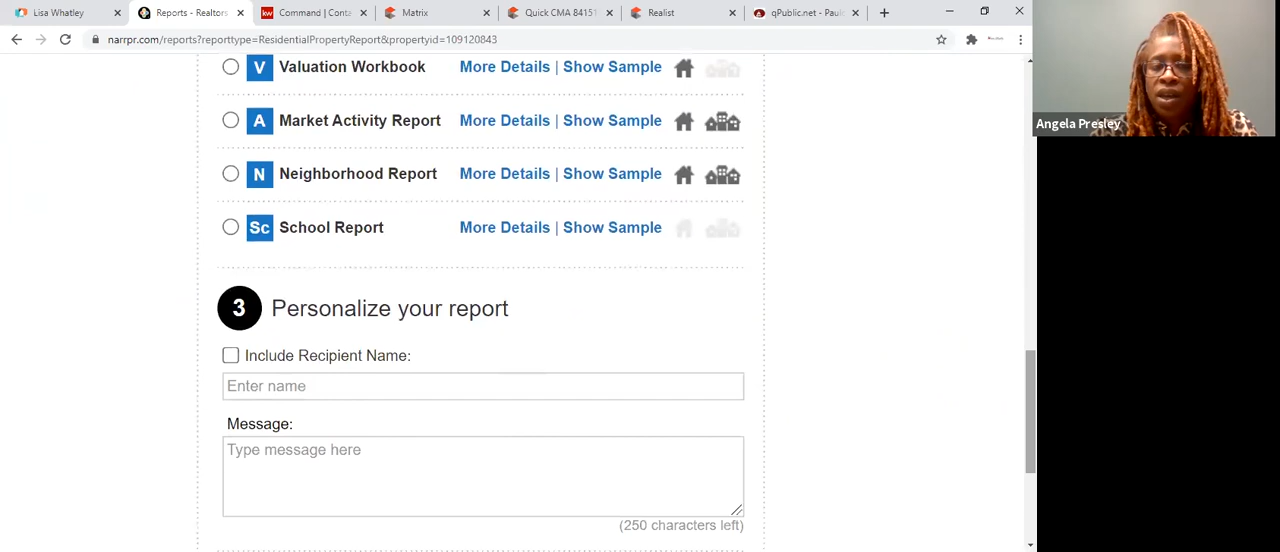 Lisa Whatley
Reports - Realtors
kw
Command | Conta
Matrix
Quick CMA 84151
Realist
qPublic.net - Paul
narrpr.com/reports?reporttype=ResidentialPropertyReport&propertyid=109120843
Angela Presley
V Valuation Workbook More Details | Show Sample
A Market Activity Report More Details | Show Sample
N Neighborhood Report More Details | Show Sample
Sc School Report More Details | Show Sample
3 Personalize your report
Include Recipient Name:
Enter name
Message:
Type message here
(250 characters left)